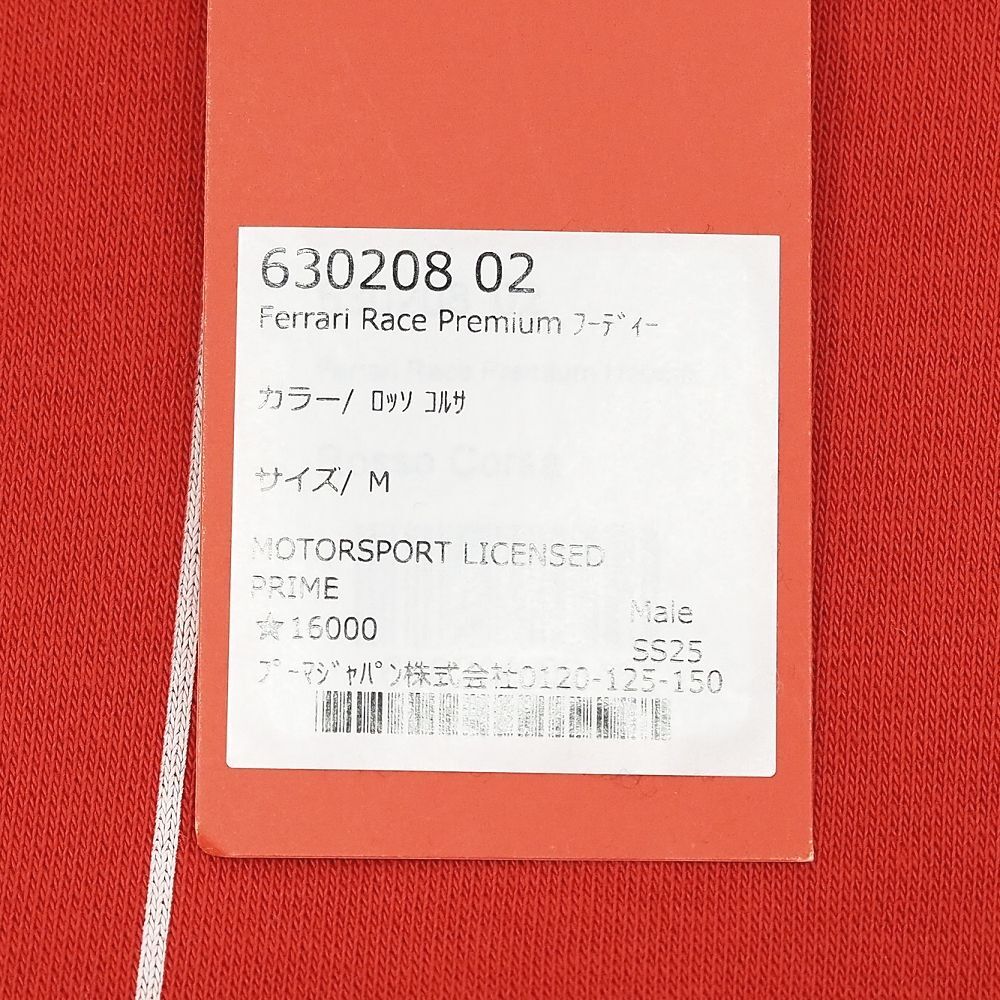 630208 02
Ferrari Race Premium ﾌｰﾃﾞｨｰ
カラー/ ﾛｯｿ ｺﾙｻ
サイズ/ M
MOTORSPORT LICENSED
PRIME
☆16000
Male
SS25
ﾌﾟｰﾏｼﾞｬﾊﾟﾝ株式会社0120-125-150